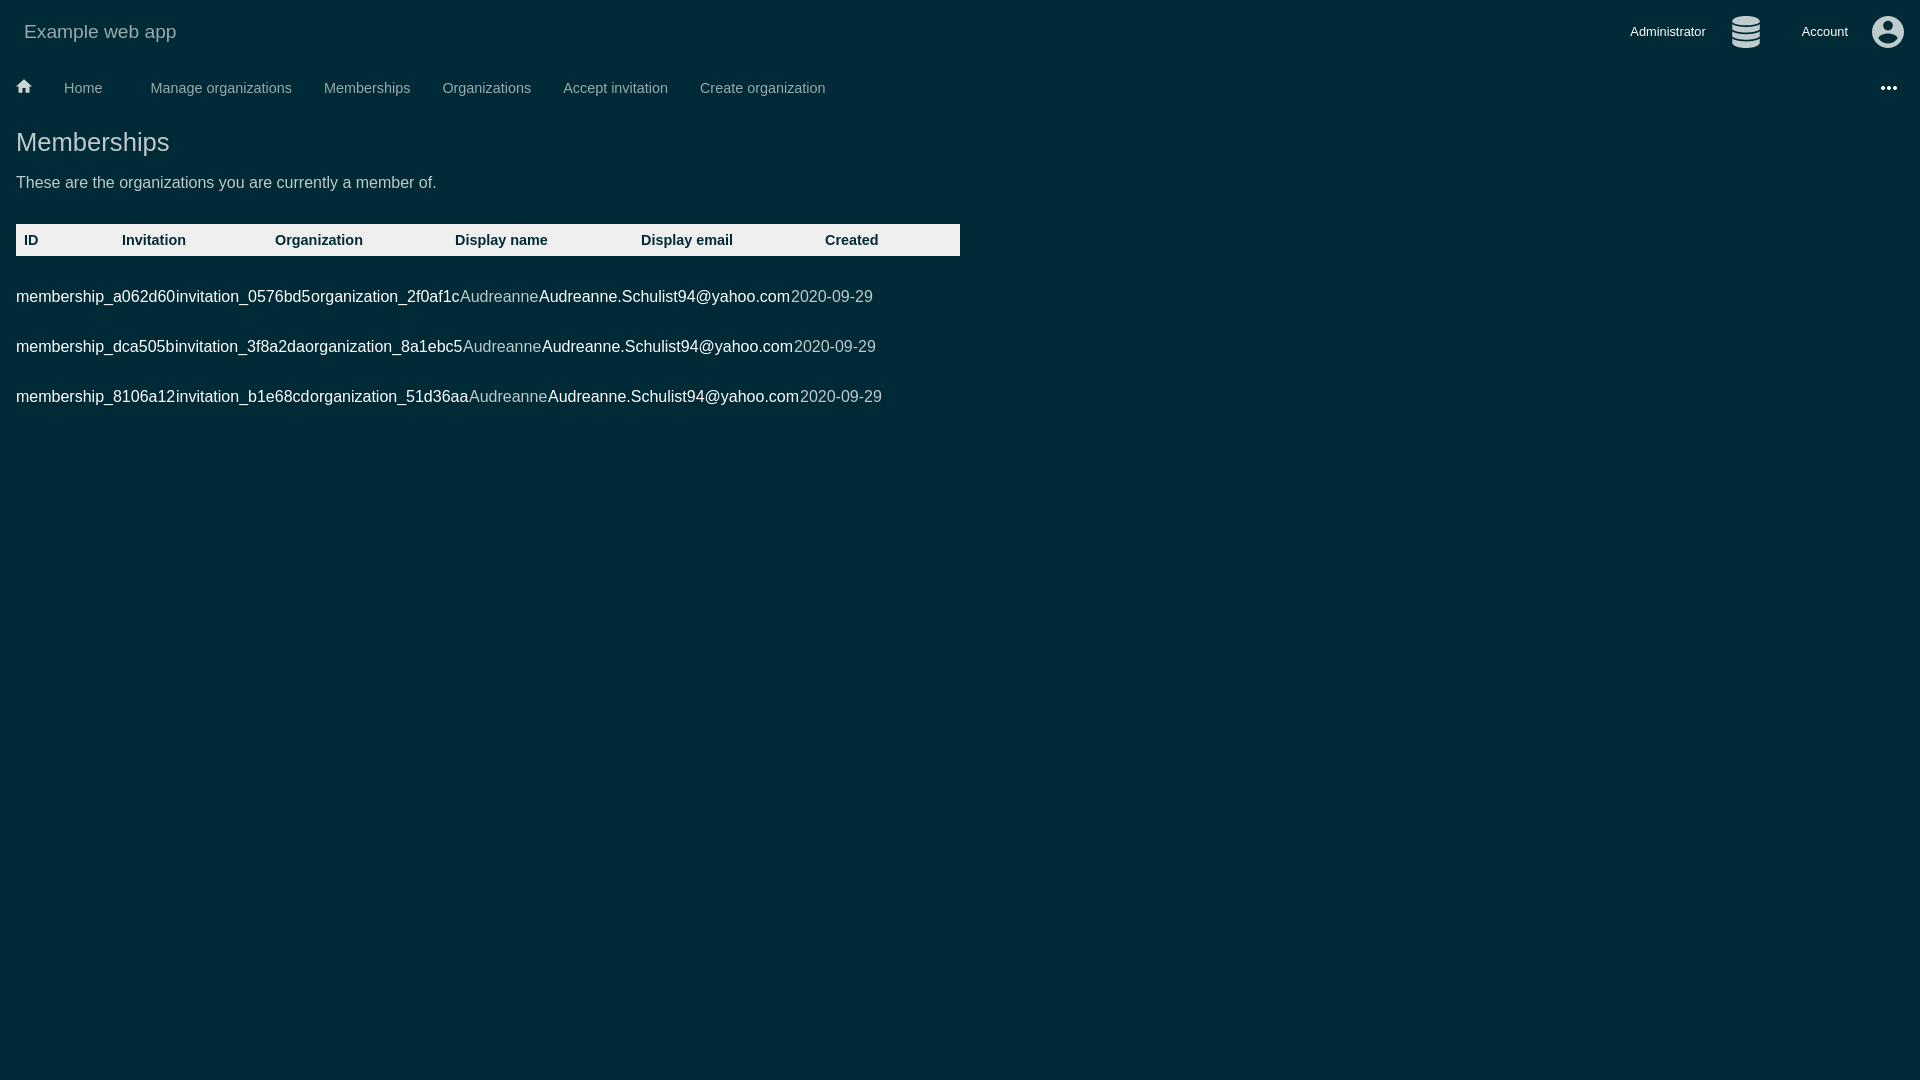 Example web app
Administrator
Account
Home
Manage organizations
Memberships
Organizations
Accept invitation
Create organization
Memberships
These are the organizations you are currently a member of.
ID Invitation Organization Display name Display email Created
membership_a062d60 invitation_0576bd5 organization_2f0af1c Audreanne Audreanne.Schulist94@yahoo.com 2020-09-29
membership_dca505b invitation_3f8a2da organization_8a1ebc5 Audreanne Audreanne.Schulist94@yahoo.com 2020-09-29
membership_8106a12 invitation_b1e68cd organization_51d36aa Audreanne Audreanne.Schulist94@yahoo.com 2020-09-29